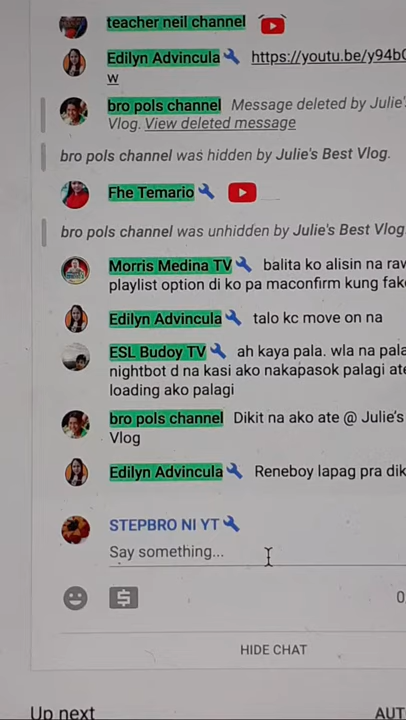 teacher neil channel
Edilyn Advincula https://youtu.be/y94b
w
bro pols channel Message deleted by Julie'
Vlog. View deleted message
bro pols channel was hidden by Julie's Best Vlog.
Fhe Temario
bro pols channel was unhidden by Julie's Best Vlog
Morris Medina TV balita ko alisin na raw
playlist option di ko pa maconfirm kung fake
Edilyn Advincula talo kc move on na
ESL Budoy TV ah kaya pala. wla na pala
nightbot d na kasi ako nakapasok palagi ate
loading ako palagi
bro pols channel Dikit na ako ate @ Julie's
Vlog
Edilyn Advincula Reneboy lapag pra dik
STEPBRO NI YT
Say something...
0
HIDE CHAT
Up next AUT